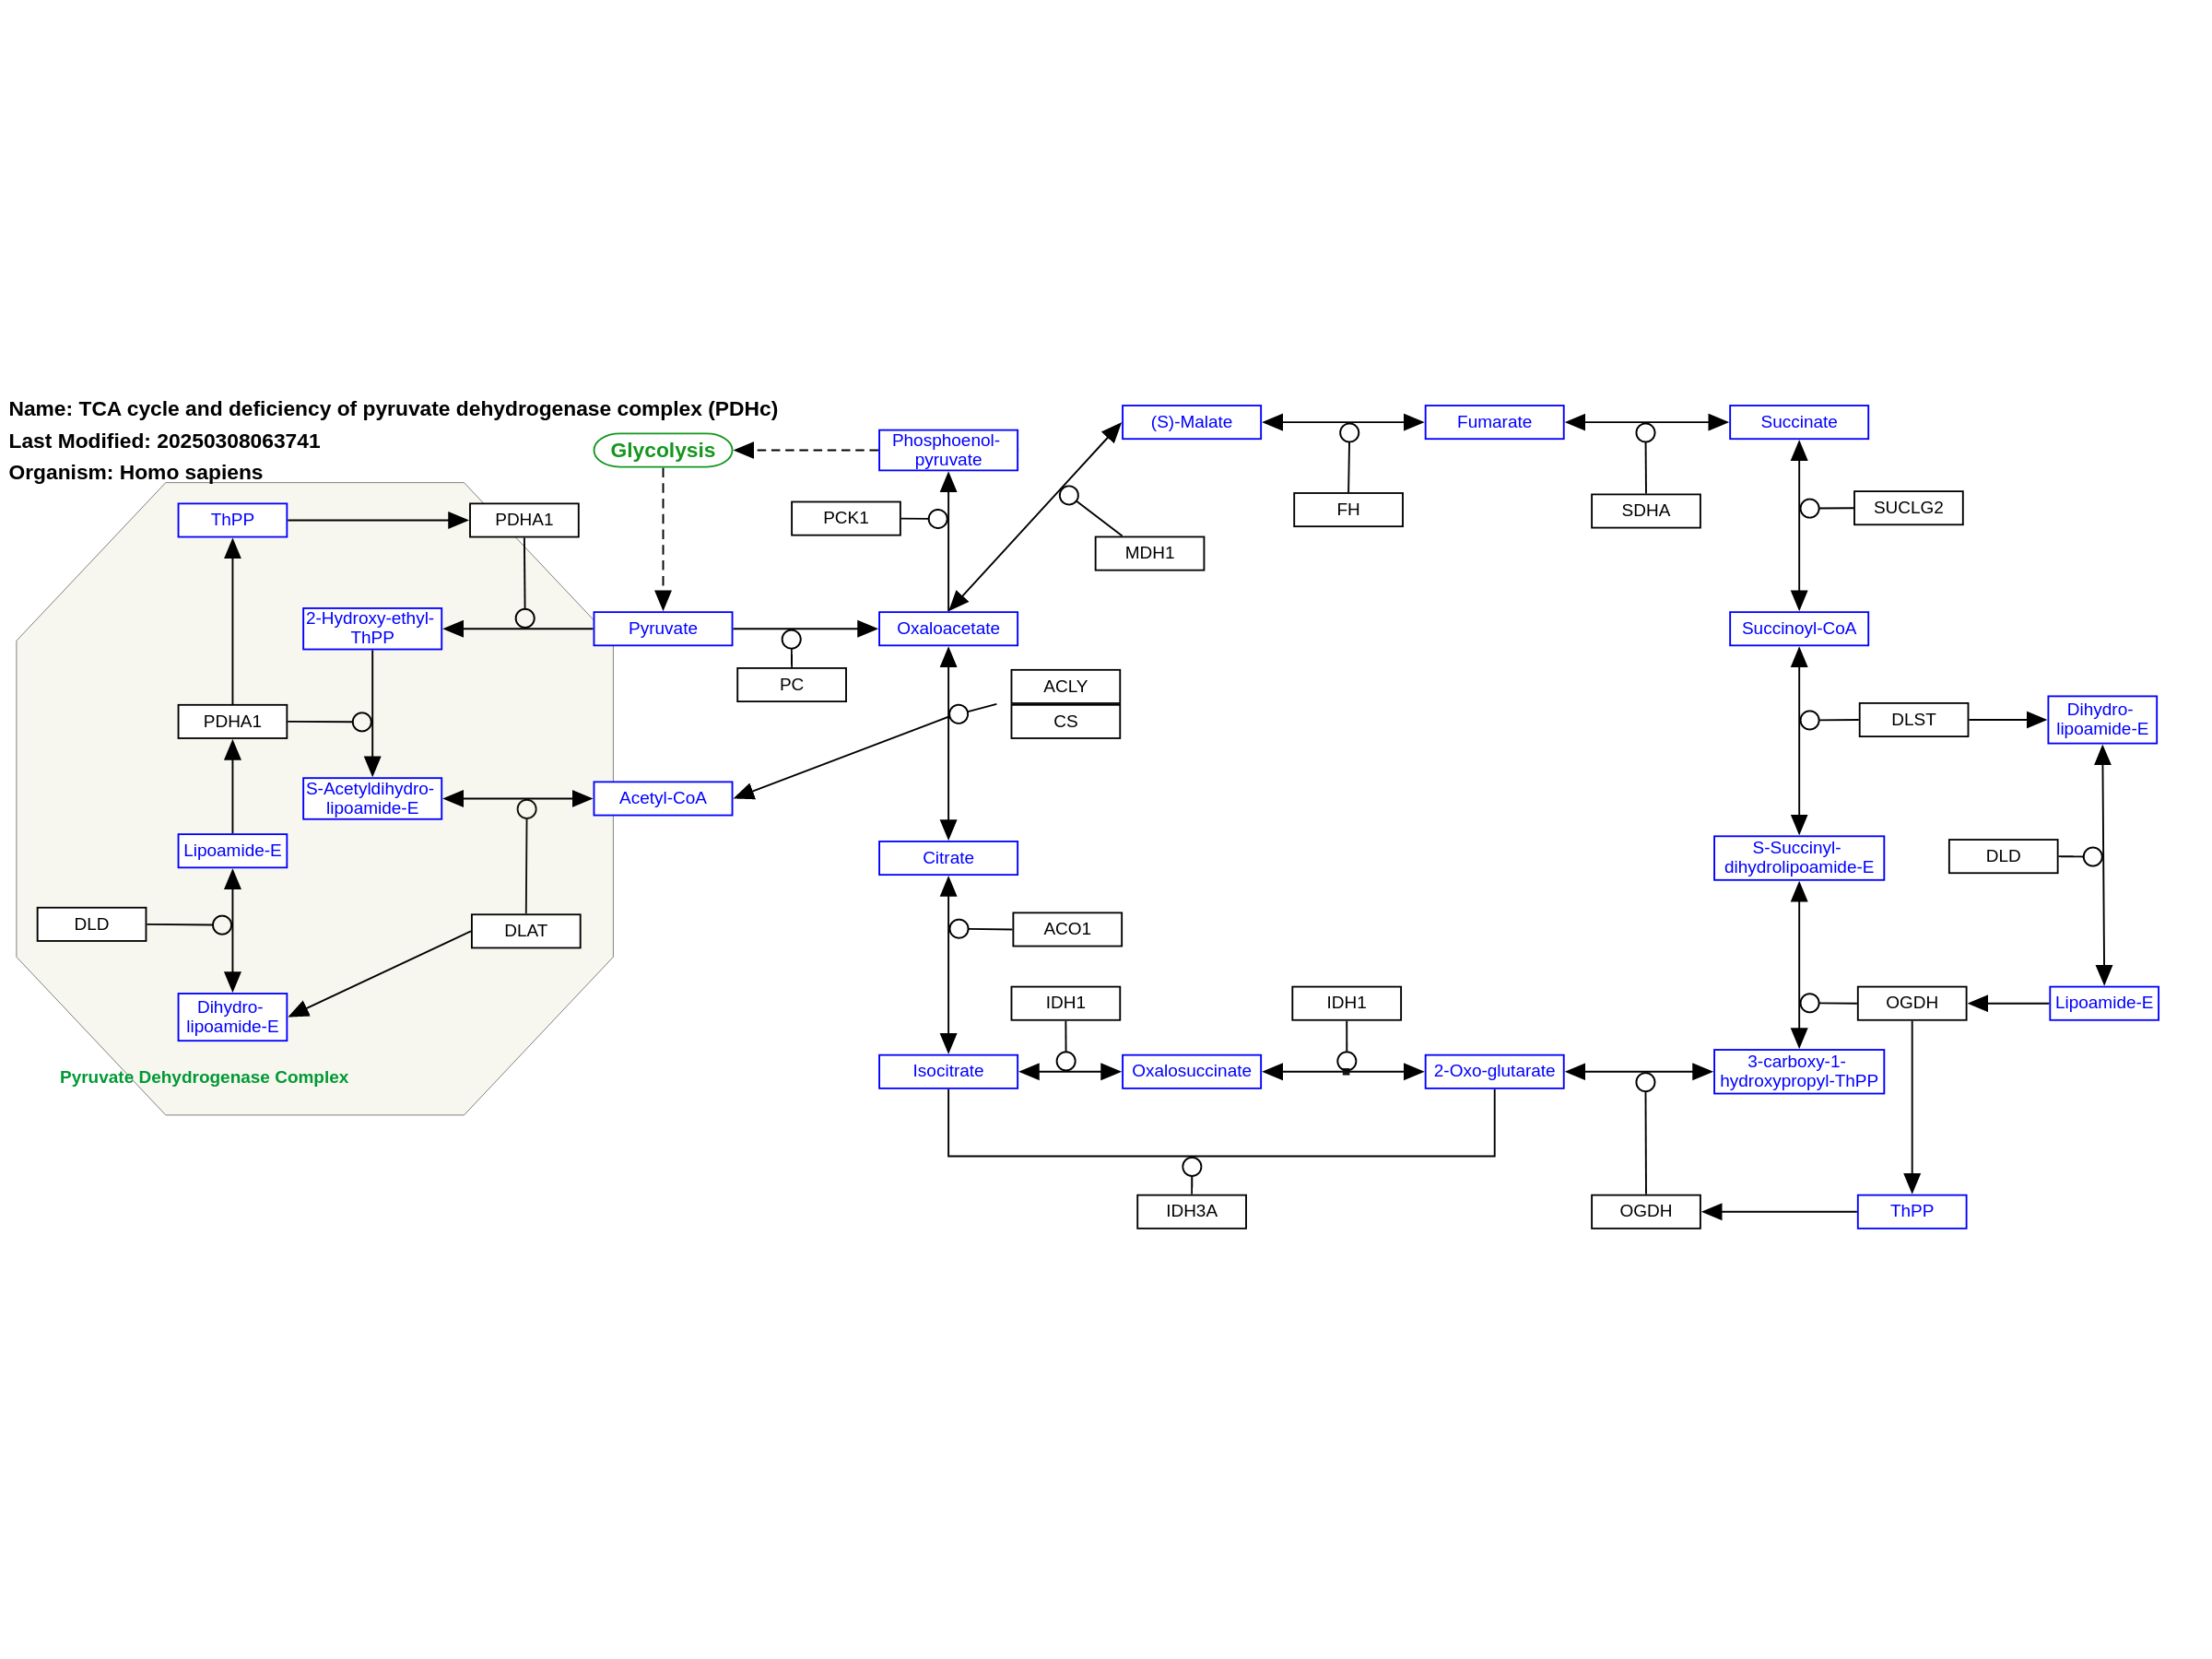 Name: TCA cycle and deficiency of pyruvate dehydrogenase complex (PDHc)
Last Modified: 20250308063741
Organism: Homo sapiens
Glycolysis
Phosphoenol-
pyruvate
(S)-Malate
Fumarate
Succinate
ThPP
PDHA1
PCK1
MDH1
FH
SDHA
SUCLG2
2-Hydroxy-ethyl-
ThPP
Pyruvate
Oxaloacetate
Succinoyl-CoA
PC
ACLY
CS
PDHA1
DLST
Dihydro-
lipoamide-E
S-Acetyldihydro-
lipoamide-E
Acetyl-CoA
Lipoamide-E
Citrate
S-Succinyl-
dihydrolipoamide-E
DLD
DLD
DLAT
ACO1
Dihydro-
lipoamide-E
IDH1
IDH1
OGDH
Lipoamide-E
Pyruvate Dehydrogenase Complex
Isocitrate
Oxalosuccinate
2-Oxo-glutarate
3-carboxy-1-
hydroxypropyl-ThPP
IDH3A
OGDH
ThPP